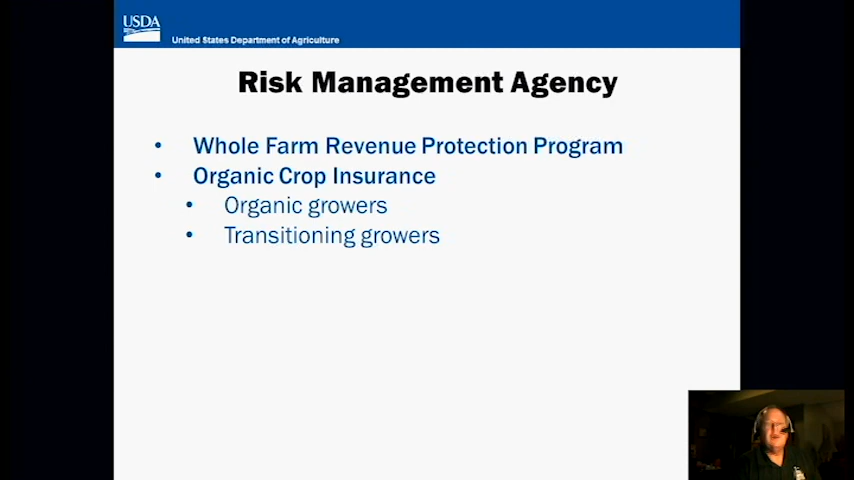 USDA
United States Department of Agriculture
Risk Management Agency
• Whole Farm Revenue Protection Program
• Organic Crop Insurance
• Organic growers
• Transitioning growers